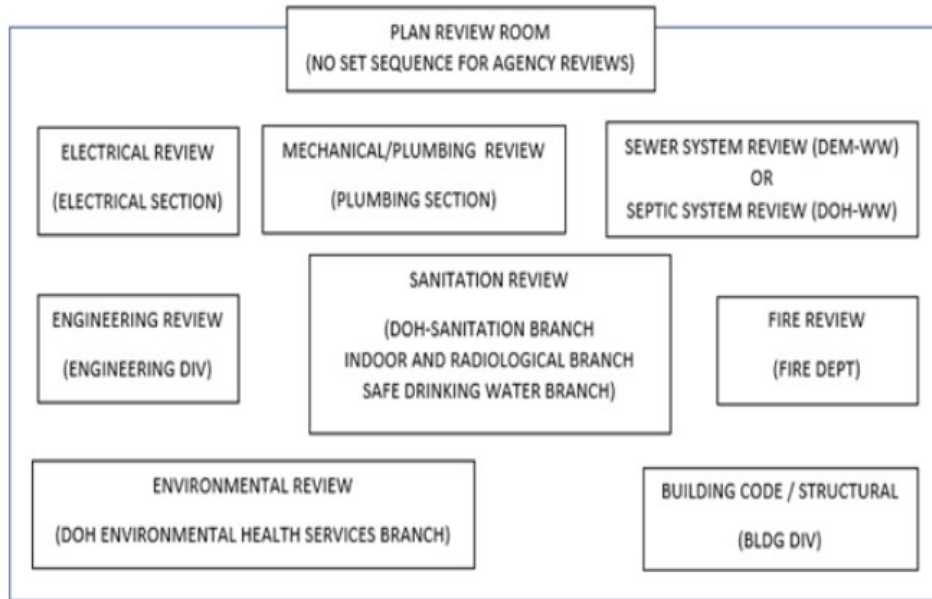 PLAN REVIEW ROOM
(NO SET SEQUENCE FOR AGENCY REVIEWS)
ELECTRICAL REVIEW
(ELECTRICAL SECTION)
MECHANICAL/PLUMBING REVIEW
(PLUMBING SECTION)
SEWER SYSTEM REVIEW (DEM-WW)
OR
SEPTIC SYSTEM REVIEW (DOH-WW)
ENGINEERING REVIEW
(ENGINEERING DIV)
SANITATION REVIEW
(DOH-SANITATION BRANCH
INDOOR AND RADIOLOGICAL BRANCH
SAFE DRINKING WATER BRANCH)
FIRE REVIEW
(FIRE DEPT)
ENVIRONMENTAL REVIEW
(DOH ENVIRONMENTAL HEALTH SERVICES BRANCH)
BUILDING CODE / STRUCTURAL
(BLDG DIV)